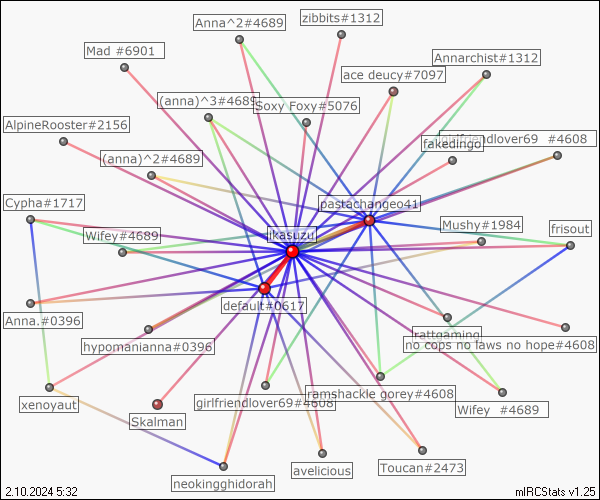 Anna^2#4689
zibbits#1312
Mad #6901
Annarchist#1312
ace deucy#7097
(anna)^3#4689
Soxy Foxy#5076
AlpineRooster#2156
girlfriendlover69 #4608
fakedingo
(anna)^2#4689
Cypha#1717
pastachangeo41
Mushy#1984
frisout
Wifey#4689
ikasuzu
default#0617
Anna.#0396
rattgaming
no cops no laws no hope#4608
hypomanianna#0396
xenoyaut
Skalman
girlfriendlover69#4608
ramshackle gorey#4608
Wifey #4689
neokingghidorah
avelicious
Toucan#2473
2.10.2024 5:32
mIRCStats v1.25